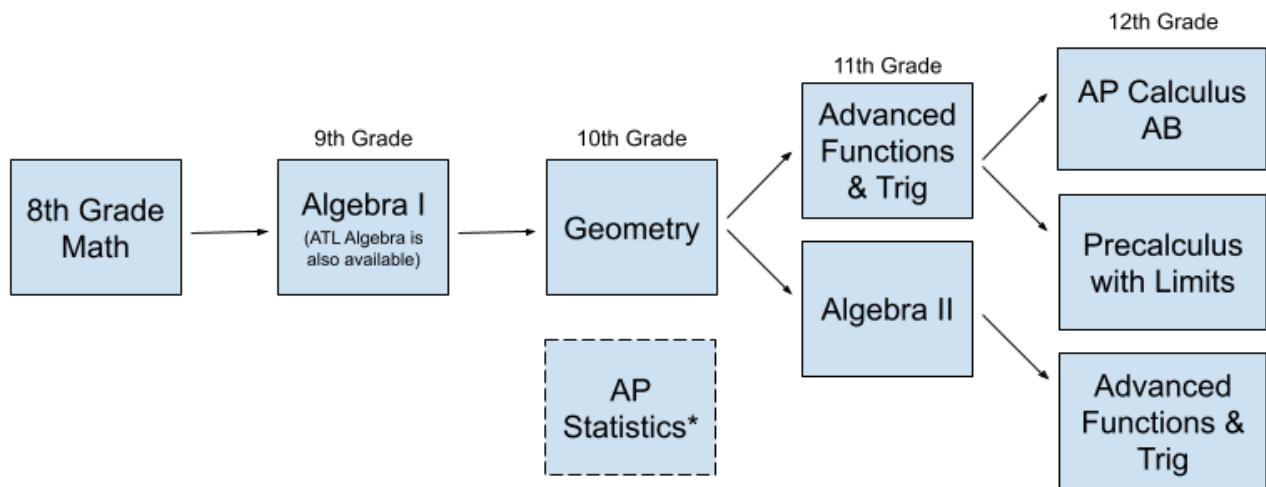 8th Grade
Math
9th Grade
Algebra I
(ATL Algebra is
also available)
10th Grade
Geometry
AP
Statistics*
11th Grade
Advanced
Functions
& Trig
Algebra II
12th Grade
AP Calculus
AB
Precalculus
with Limits
Advanced
Functions &
Trig